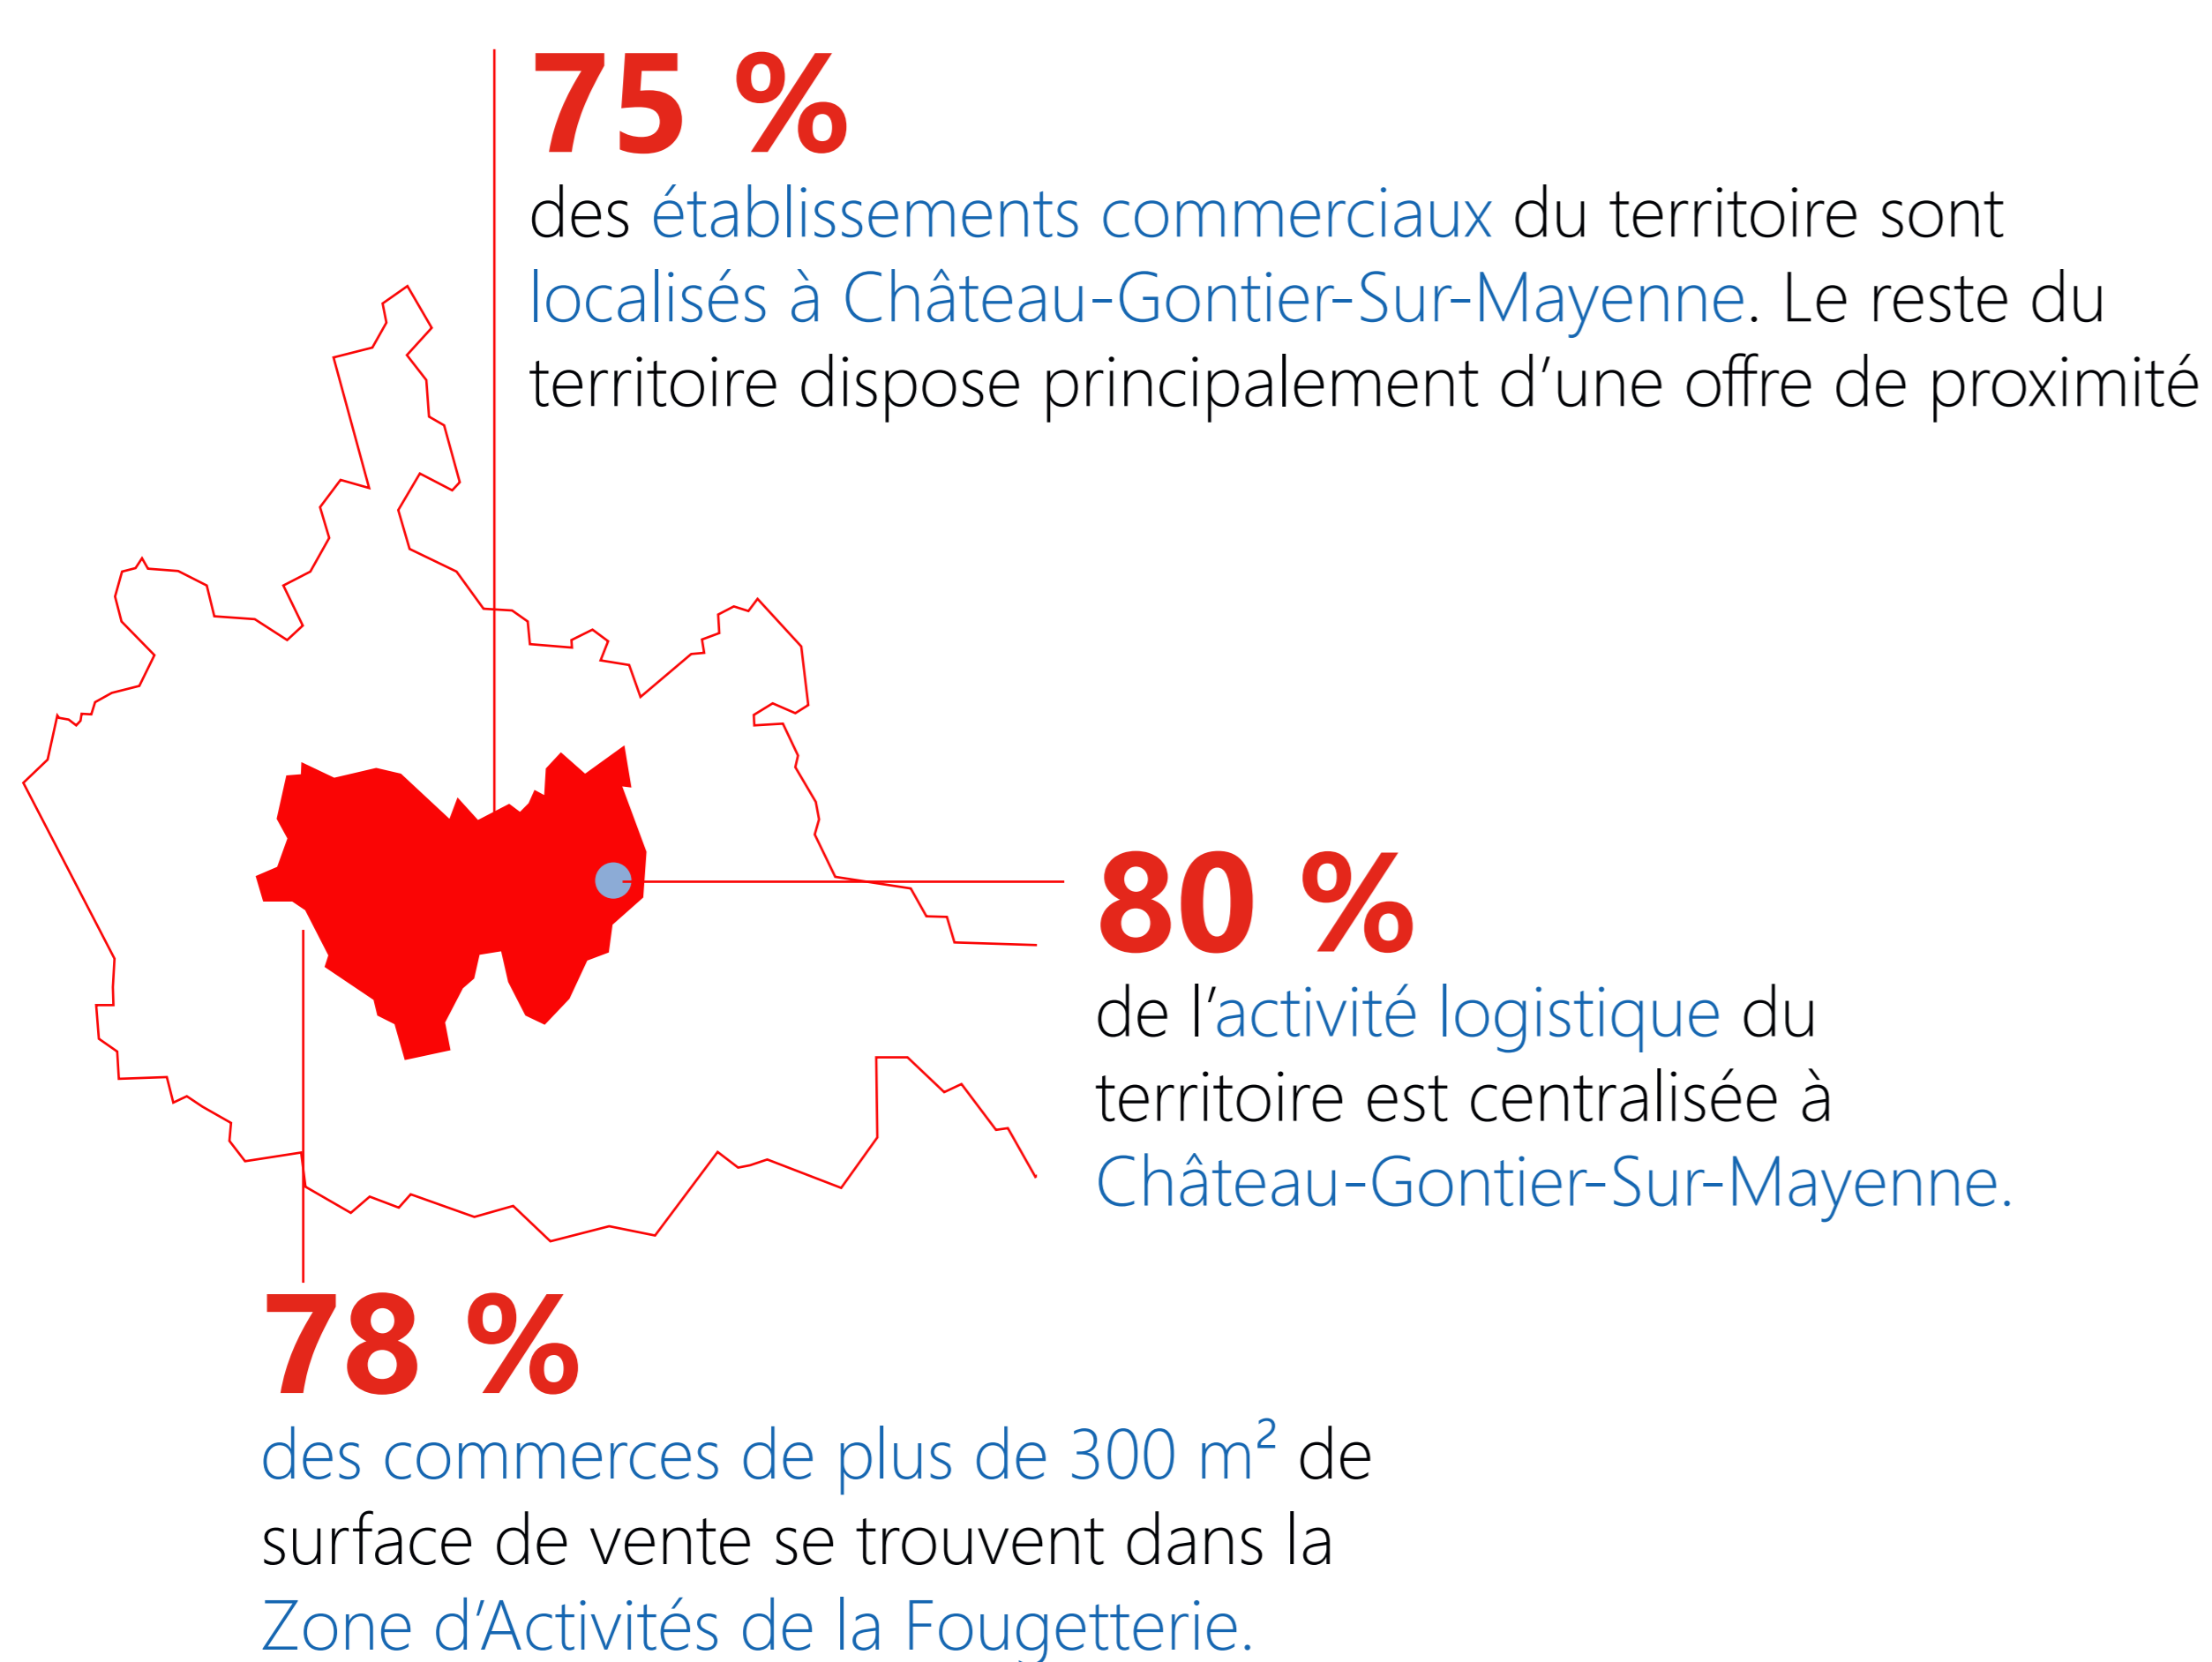 75 %
des établissements commerciaux du territoire sont
localisés à Château-Gontier-Sur-Mayenne. Le reste du
territoire dispose principalement d’une offre de proximité
80 %
de l’activité logistique du
territoire est centralisée à
Château-Gontier-Sur-Mayenne.
78 %
des commerces de plus de 300 m² de
surface de vente se trouvent dans la
Zone d’Activités de la Fougetterie.